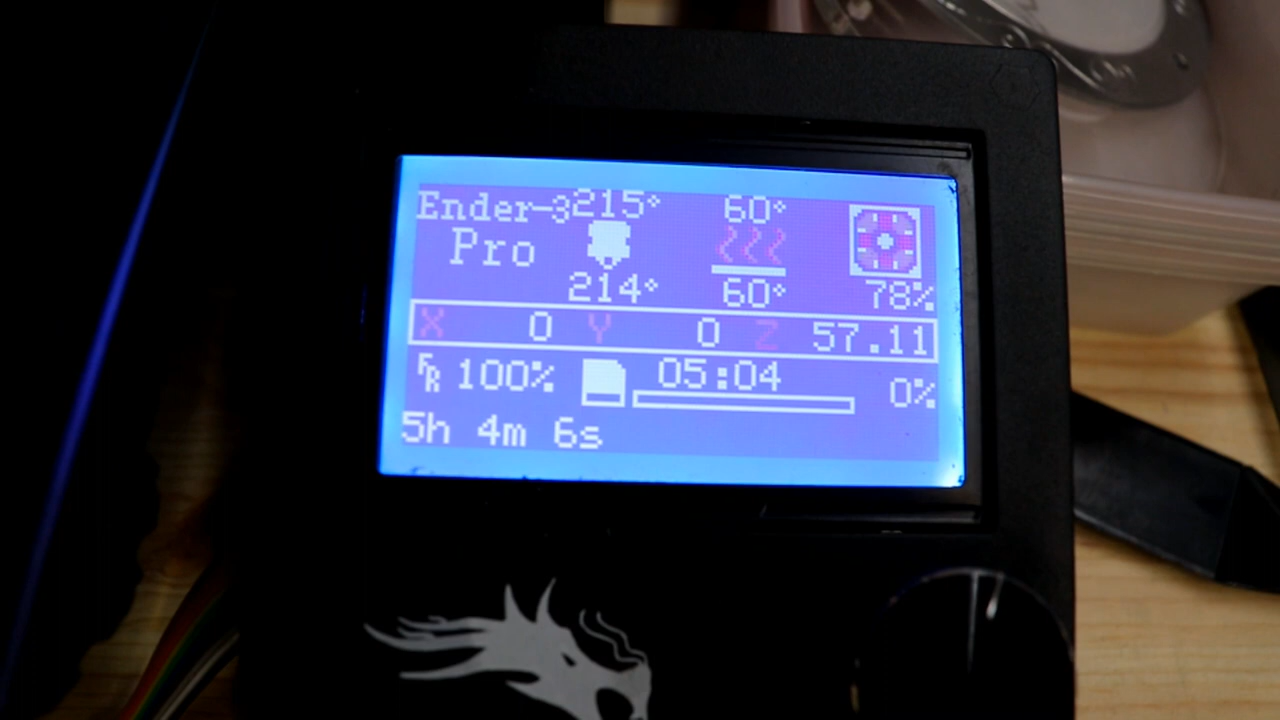 Ender-3 215° 60°
Pro
214° 60° 78%
X 0 Y 0 Z 57.11
FR 100% 05:04 0%
5h 4m 6s